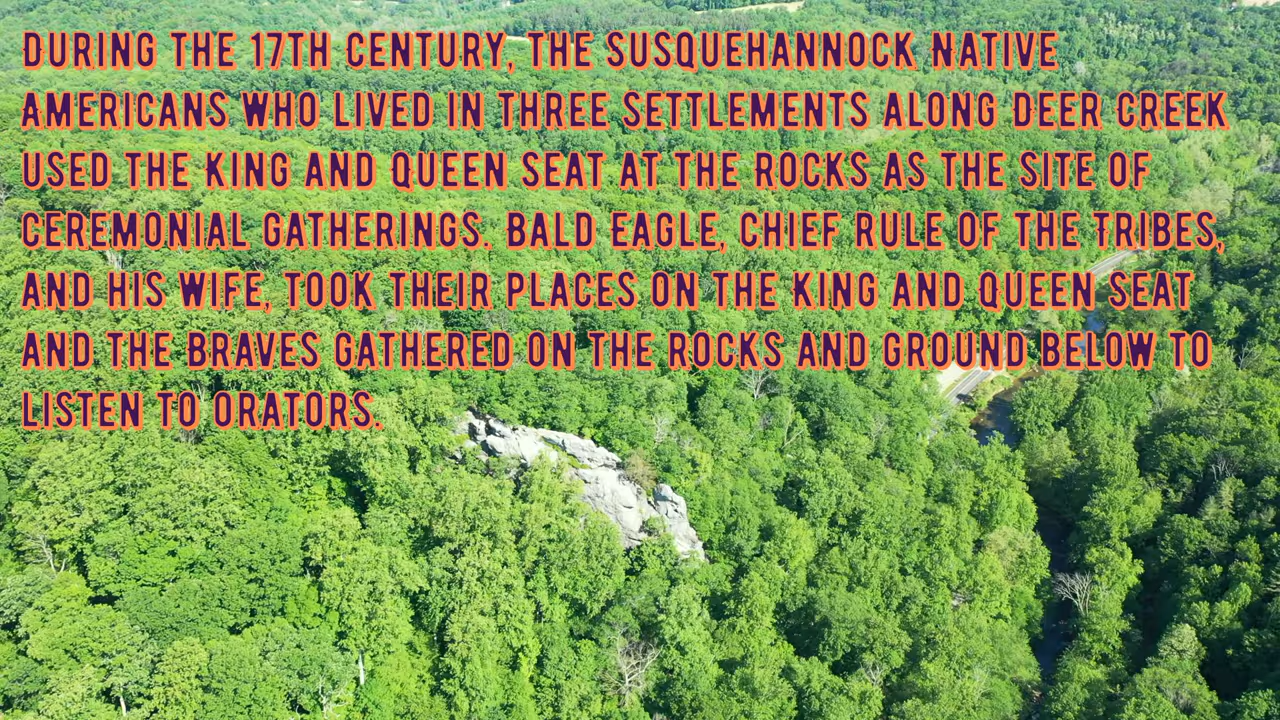 During the 17th century, the Susquehannock Native
Americans who lived in three settlements along Deer Creek
used the King and Queen Seat at the rocks as the site of
ceremonial gatherings. Bald Eagle, chief rule of the Tribes,
and his wife, took their places on the King and Queen Seat
and the Braves gathered on the rocks and ground below to
listen to orators.